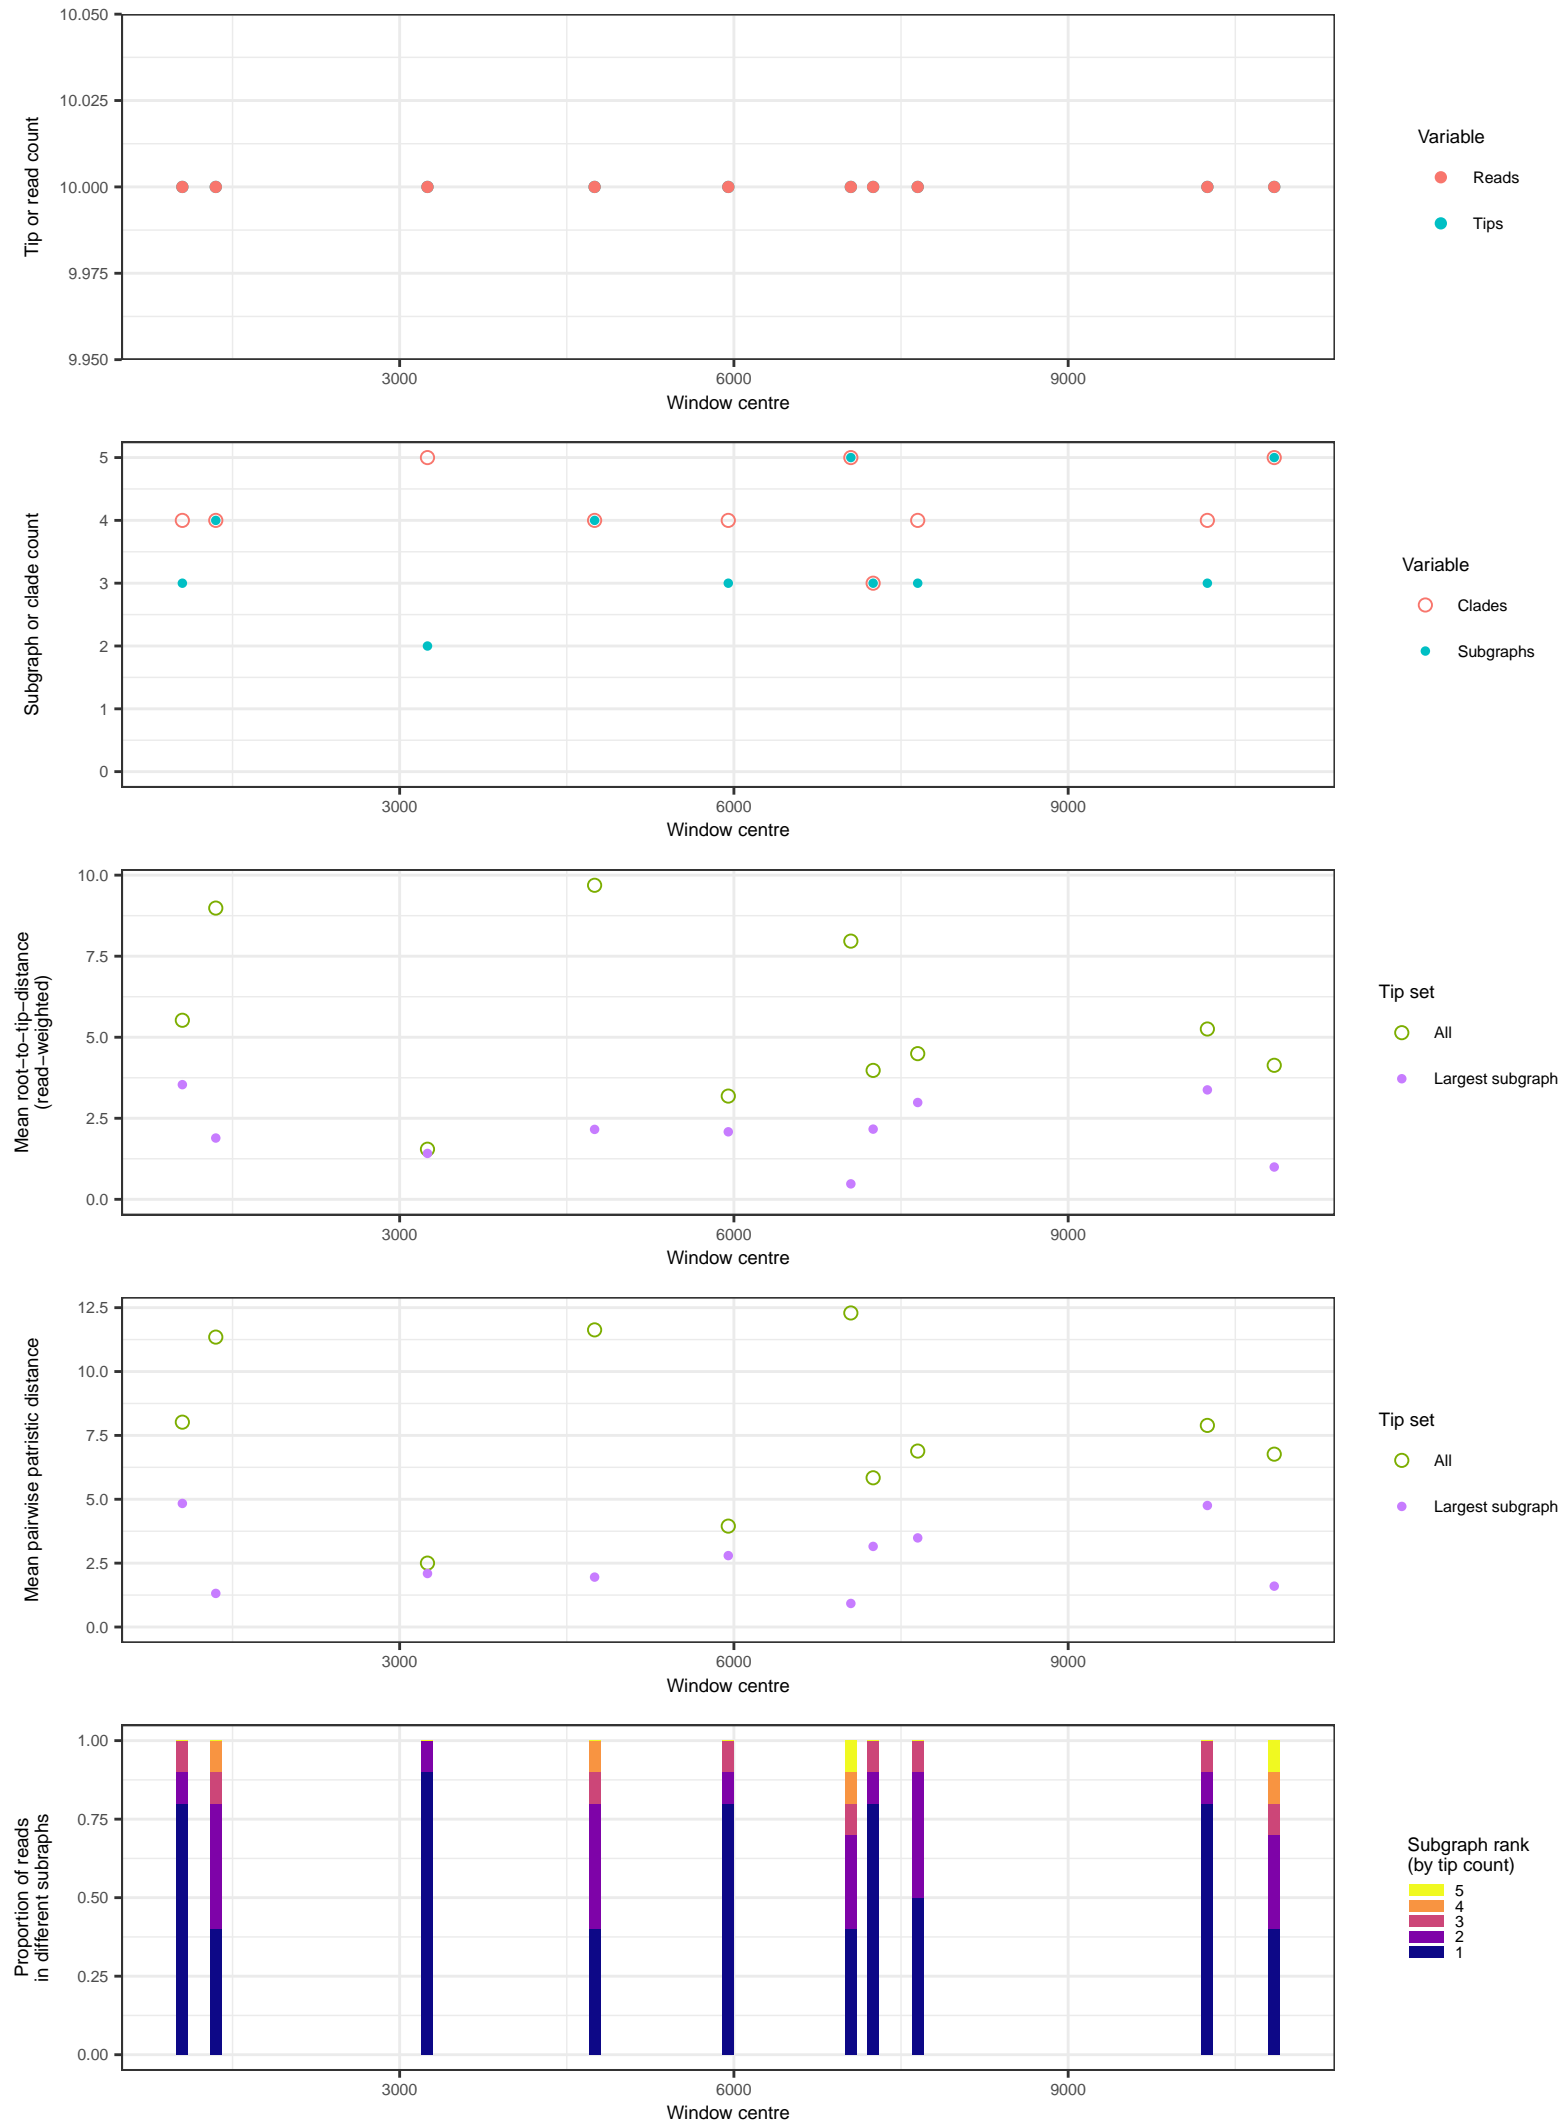 10.050
10.025
10.000
9.975
9.950
Tip or read count
3000
6000
9000
Window centre
Variable
Reads
Tips
5
4
3
2
1
0
Subgraph or clade count
3000
6000
9000
Window centre
Variable
Clades
Subgraphs
10.0
7.5
5.0
2.5
0.0
Mean root−to−tip−distance
(read−weighted)
3000
6000
9000
Window centre
Tip set
All
Largest subgraph
12.5
10.0
7.5
5.0
2.5
0.0
Mean pairwise patristic distance
3000
6000
9000
Window centre
Tip set
All
Largest subgraph
1.00
0.75
0.50
0.25
0.00
Proportion of reads
in different subraphs
3000
6000
9000
Window centre
Subgraph rank
(by tip count)
5
4
3
2
1